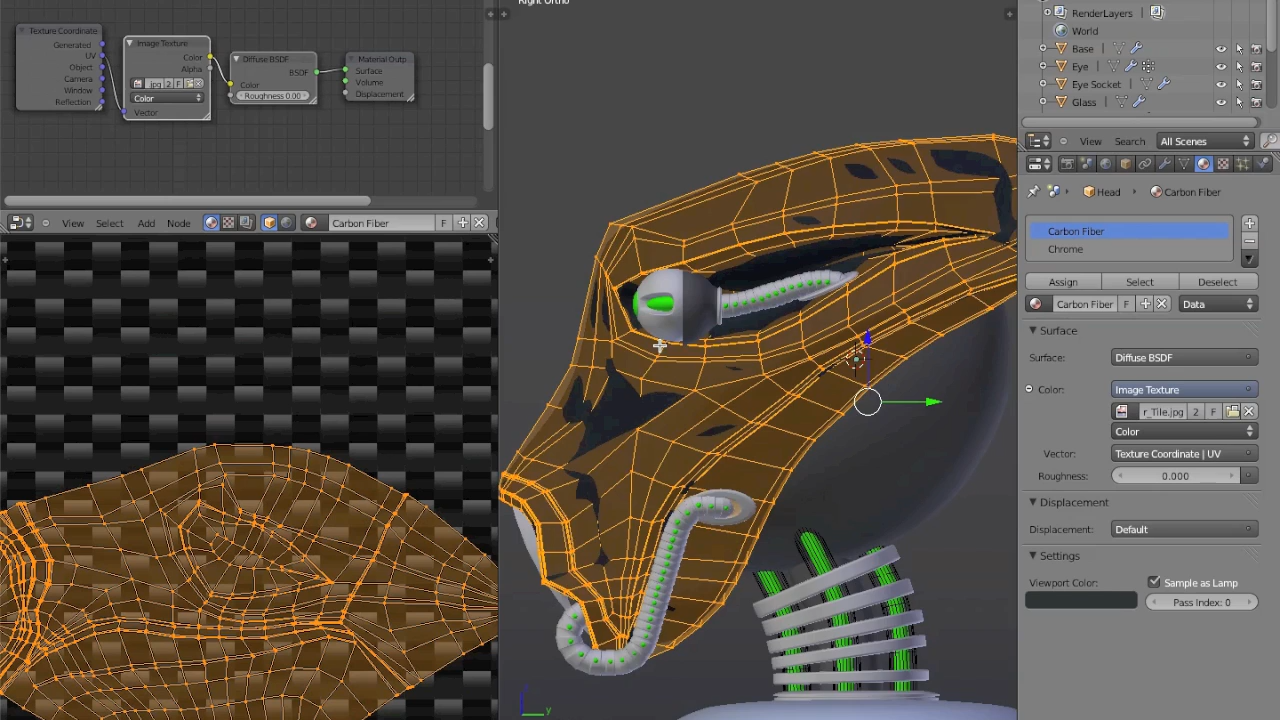 Right Ortho
Texture Coordinate
Generated
UV
Object
Camera
Window
Reflection
Image Texture
Color
Alpha
jpg 2 F
Color
Vector
Diffuse BSDF
BSDF
Color
Roughness 0.00
Material Outp
Surface
Volume
Displacement
View Select Add Node Carbon Fiber F
y
RenderLayers
World
Base
Eye
Eye Socket
Glass
View Search All Scenes
Head Carbon Fiber
Carbon Fiber
Chrome
Assign Select Deselect
Carbon Fiber F Data
Surface
Surface: Diffuse BSDF
Color: Image Texture
r_Tile.jpg 2 F
Color
Vector: Texture Coordinate | UV
Roughness: 0.000
Displacement
Displacement: Default
Settings
Viewport Color: Sample as Lamp
Pass Index: 0